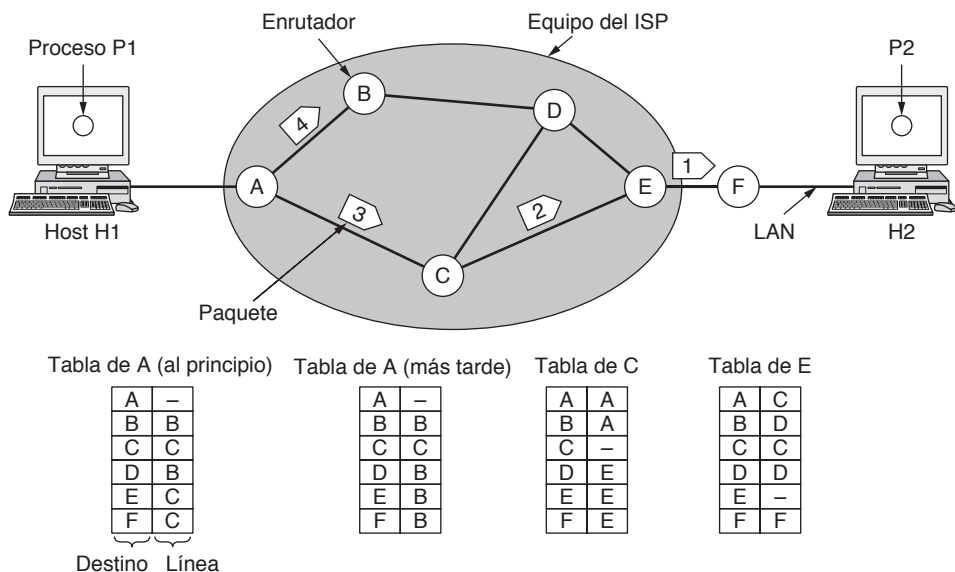 Enrutador
Equipo del ISP
Proceso P1
P2
B
D
4
1
A
E
F
3
2
C
Host H1
LAN
H2
Paquete
Tabla de A (al principio)
A –
B B
C C
D B
E C
F C
Destino Línea
Tabla de A (más tarde)
A –
B B
C C
D B
E B
F B
Tabla de C
A A
B A
C –
D E
E E
F E
Tabla de E
A C
B D
C C
D D
E –
F F